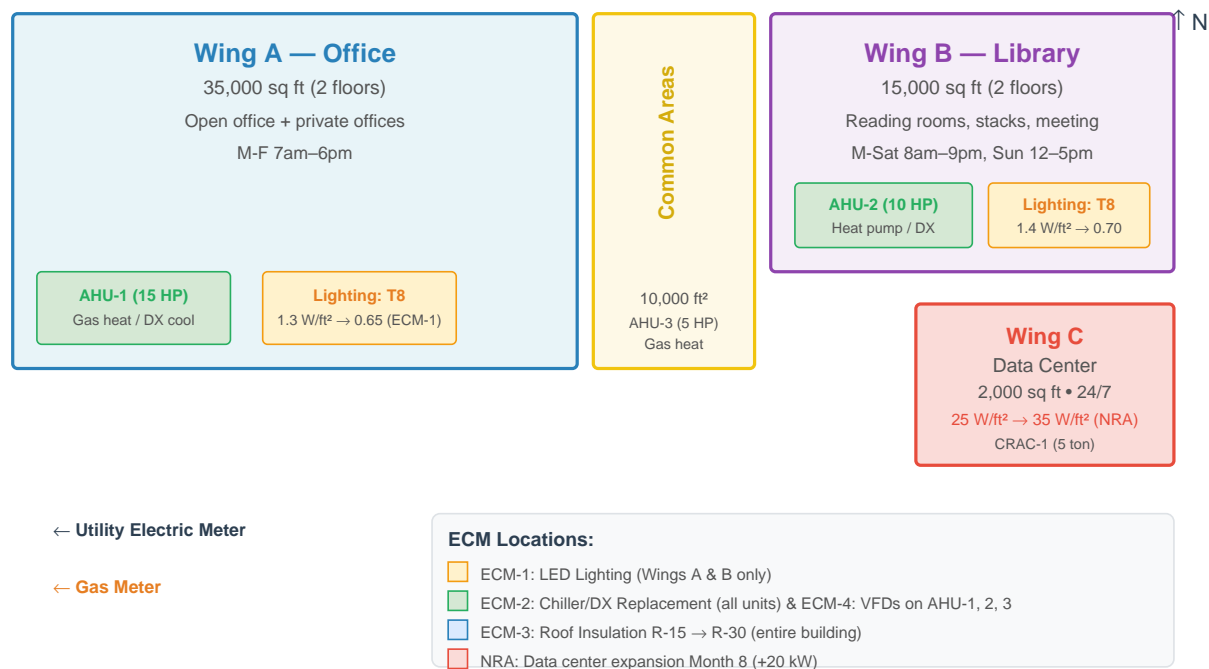 Wing A — Office
35,000 sq ft (2 floors)
Open office + private offices
M-F 7am–6pm
AHU-1 (15 HP)
Gas heat / DX cool
Lighting: T8
1.3 W/ft² → 0.65 (ECM-1)
Common Areas
10,000 ft²
AHU-3 (5 HP)
Gas heat
Wing B — Library
15,000 sq ft (2 floors)
Reading rooms, stacks, meeting
M-Sat 8am–9pm, Sun 12–5pm
AHU-2 (10 HP)
Heat pump / DX
Lighting: T8
1.4 W/ft² → 0.70
↑ N
Wing C
Data Center
2,000 sq ft • 24/7
25 W/ft² → 35 W/ft² (NRA)
CRAC-1 (5 ton)
← Utility Electric Meter
← Gas Meter
ECM Locations:
ECM-1: LED Lighting (Wings A & B only)
ECM-2: Chiller/DX Replacement (all units) & ECM-4: VFDs on AHU-1, 2, 3
ECM-3: Roof Insulation R-15 → R-30 (entire building)
NRA: Data center expansion Month 8 (+20 kW)